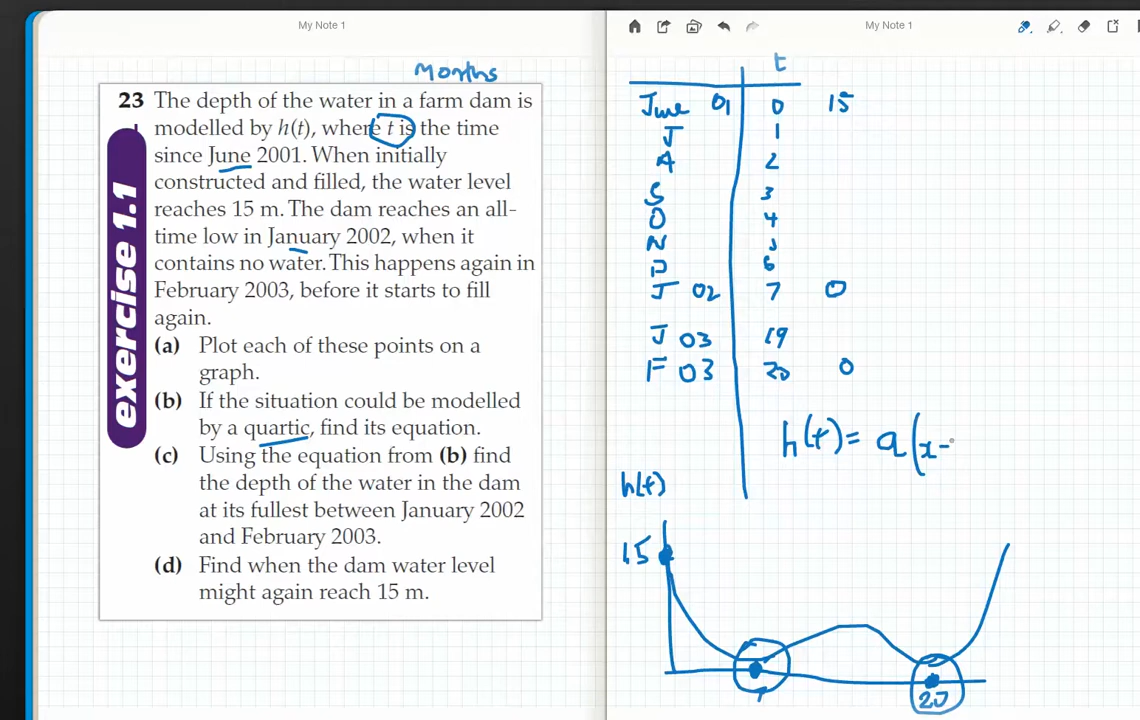 My Note 1
My Note 1
Months
23 The depth of the water in a farm dam is
modelled by h(t), where t is the time
since June 2001. When initially
constructed and filled, the water level
reaches 15 m. The dam reaches an all-
time low in January 2002, when it
contains no water. This happens again in
February 2003, before it starts to fill
again.
(a) Plot each of these points on a
graph.
(b) If the situation could be modelled
by a quartic, find its equation.
(c) Using the equation from (b) find
the depth of the water in the dam
at its fullest between January 2002
and February 2003.
(d) Find when the dam water level
might again reach 15 m.
exercise 1.1
t
June 01 0 15
J 1
A 2
S 3
O 4
N 5
D 6
J 02 7 0
J 03 19
F 03 20 0
h(t) = a(x-
h(t)
15
7
20